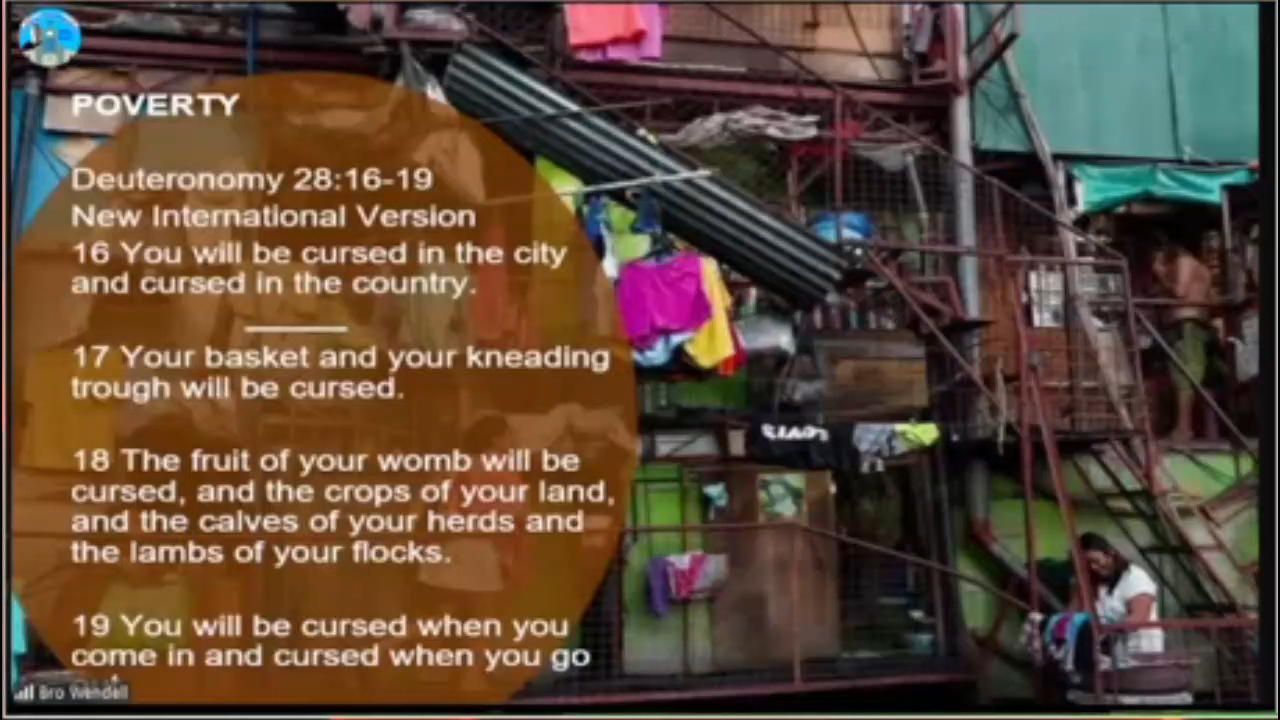 POVERTY
Deuteronomy 28:16-19
New International Version
16 You will be cursed in the city
and cursed in the country.
17 Your basket and your kneading
trough will be cursed.
18 The fruit of your womb will be
cursed, and the crops of your land,
and the calves of your herds and
the lambs of your flocks.
19 You will be cursed when you
come in and cursed when you go
Bro Wendell